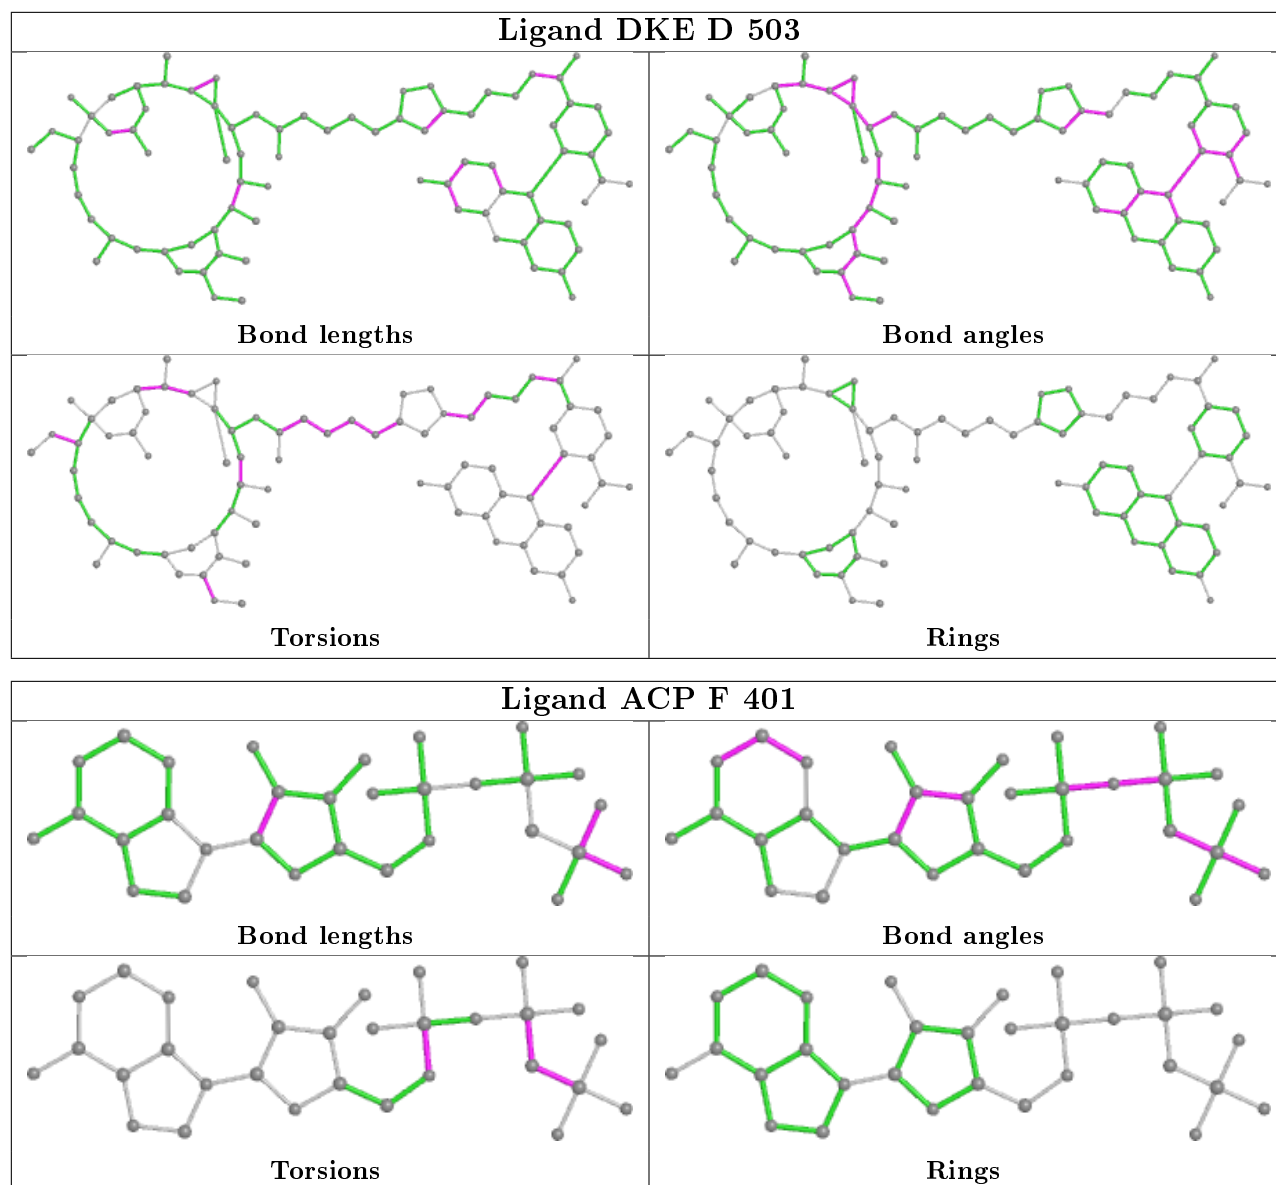 Ligand DKE D 503
Bond lengths
Bond angles
Torsions
Rings
Ligand ACP F 401
Bond lengths
Bond angles
Torsions
Rings